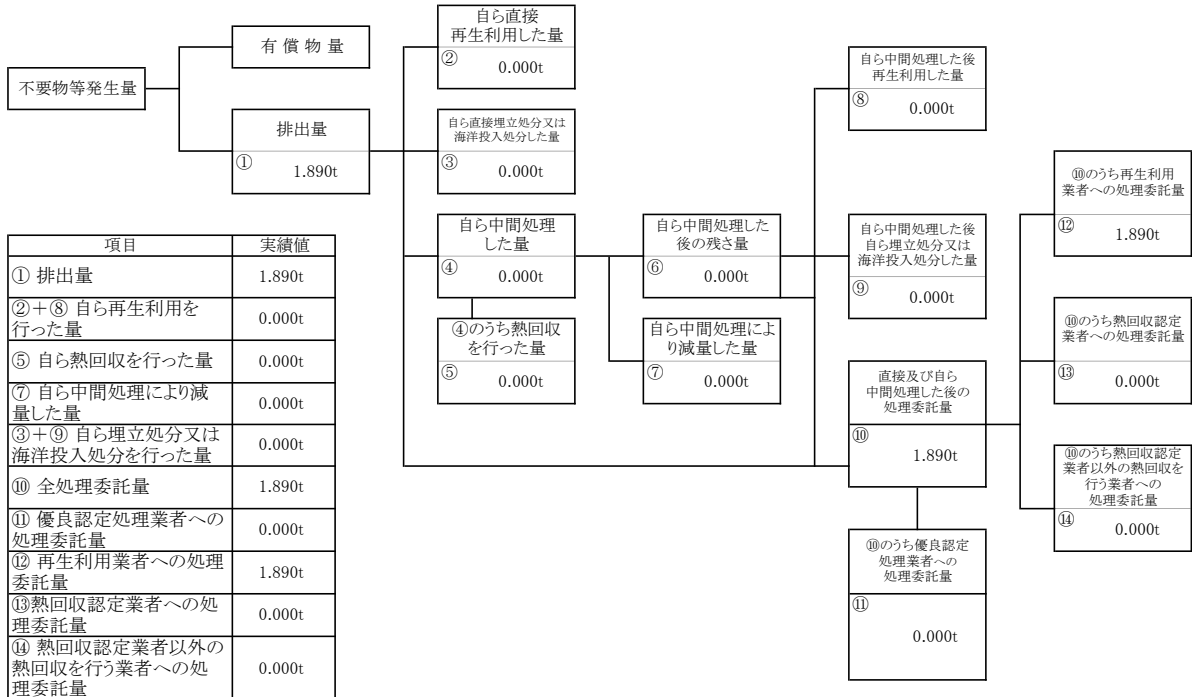 不要物等発生量
有 償 物 量
排出量
① 1.890t
自ら直接
再生利用した量
② 0.000t
自ら直接埋立処分又は
海洋投入処分した量
③ 0.000t
自ら中間処理
した量
④ 0.000t
④のうち熱回収
を行った量
⑤ 0.000t
自ら中間処理した
後の残さ量
⑥ 0.000t
自ら中間処理によ
り減量した量
⑦ 0.000t
自ら中間処理した後
再生利用した量
⑧ 0.000t
自ら中間処理した後
自ら埋立処分又は
海洋投入処分した量
⑨ 0.000t
直接及び自ら
中間処理した後の
処理委託量
⑩ 1.890t
⑩のうち優良認定
処理業者への
処理委託量
⑪ 0.000t
⑩のうち再生利用
業者への処理委託量
⑫ 1.890t
⑩のうち熱回収認定
業者への処理委託量
⑬ 0.000t
⑩のうち熱回収認定
業者以外の熱回収を
行う業者への
処理委託量
⑭ 0.000t
項目 実績値
① 排出量 1.890t
②＋⑧ 自ら再生利用を
行った量 0.000t
⑤ 自ら熱回収を行った量 0.000t
⑦ 自ら中間処理により減
量した量 0.000t
③＋⑨ 自ら埋立処分又は
海洋投入処分を行った量 0.000t
⑩ 全処理委託量 1.890t
⑪ 優良認定処理業者への
処理委託量 0.000t
⑫ 再生利用業者への処理
委託量 1.890t
⑬熱回収認定業者への処
理委託量 0.000t
⑭ 熱回収認定業者以外の
熱回収を行う業者への処
理委託量 0.000t